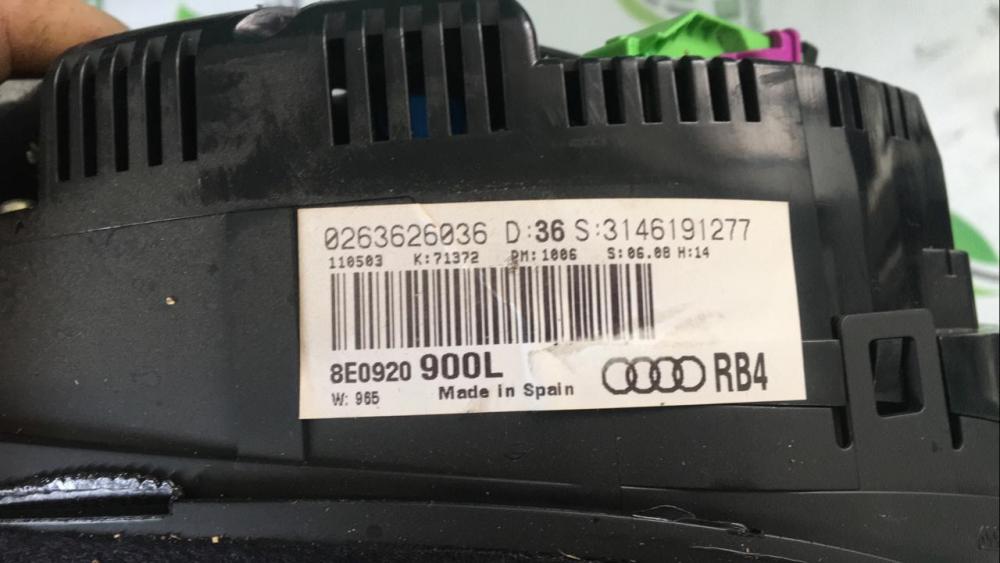 0263626036 D:36 S:3146191277
110503 K:71372 PM:1006 S:06.08 H:14
8E0920 900L
W: 965 Made in Spain
RB4